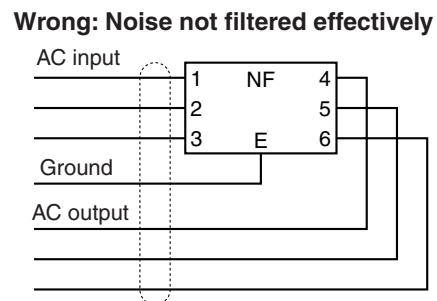 Wrong: Noise not filtered effectively
AC input
1 NF 4
2 5
3 E 6
Ground
AC output